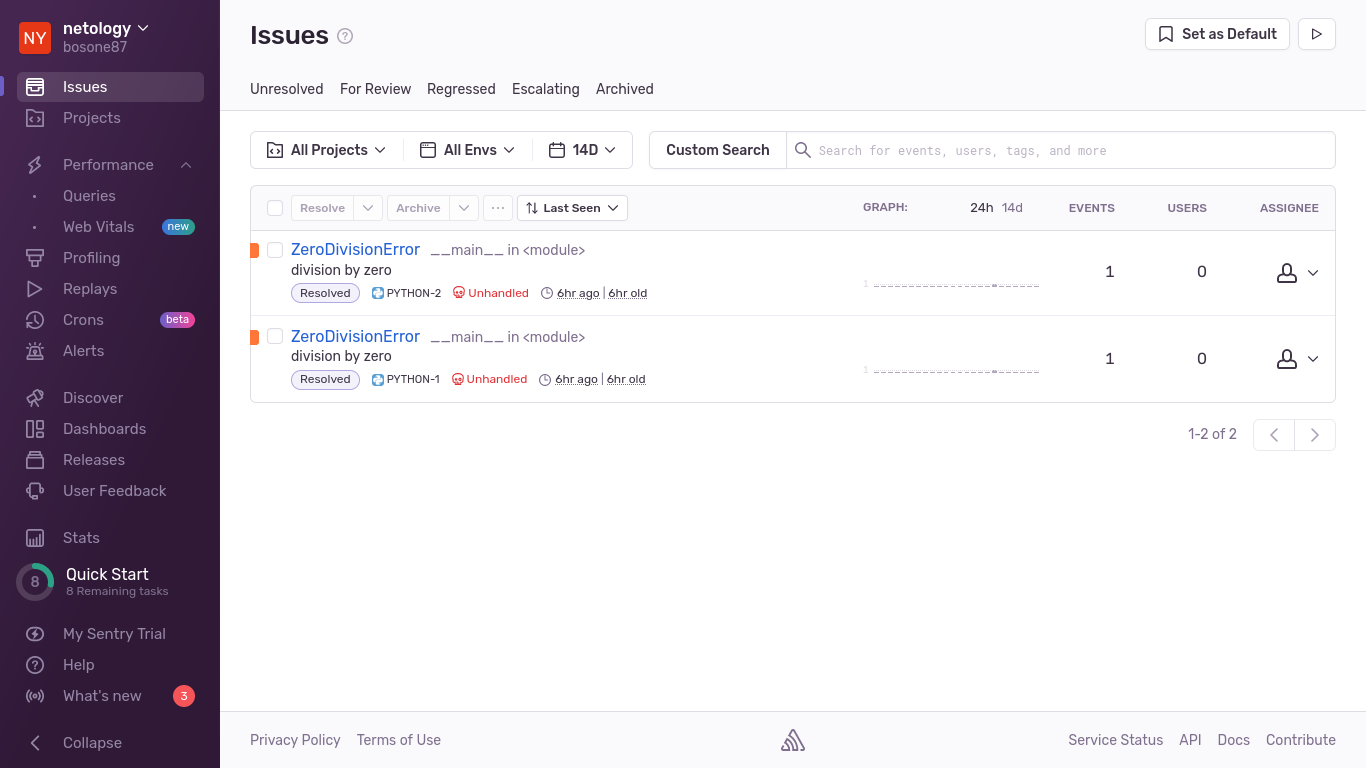 NY
netology
bosone87
Issues
Projects
Performance
Queries
Web Vitals new
Profiling
Replays
Crons beta
Alerts
Discover
Dashboards
Releases
User Feedback
Stats
8
Quick Start
8 Remaining tasks
My Sentry Trial
Help
What's new 3
Collapse
Issues ?
Set as Default
Unresolved For Review Regressed Escalating Archived
All Projects All Envs 14D Custom Search Search for events, users, tags, and more
Resolve Archive ... Last Seen GRAPH: 24h 14d EVENTS USERS ASSIGNEE
ZeroDivisionError __main__ in <module>
division by zero
1 1 0
Resolved PYTHON-2 Unhandled 6hr ago | 6hr old
ZeroDivisionError __main__ in <module>
division by zero
1 1 0
Resolved PYTHON-1 Unhandled 6hr ago | 6hr old
1-2 of 2
Privacy Policy Terms of Use Service Status API Docs Contribute